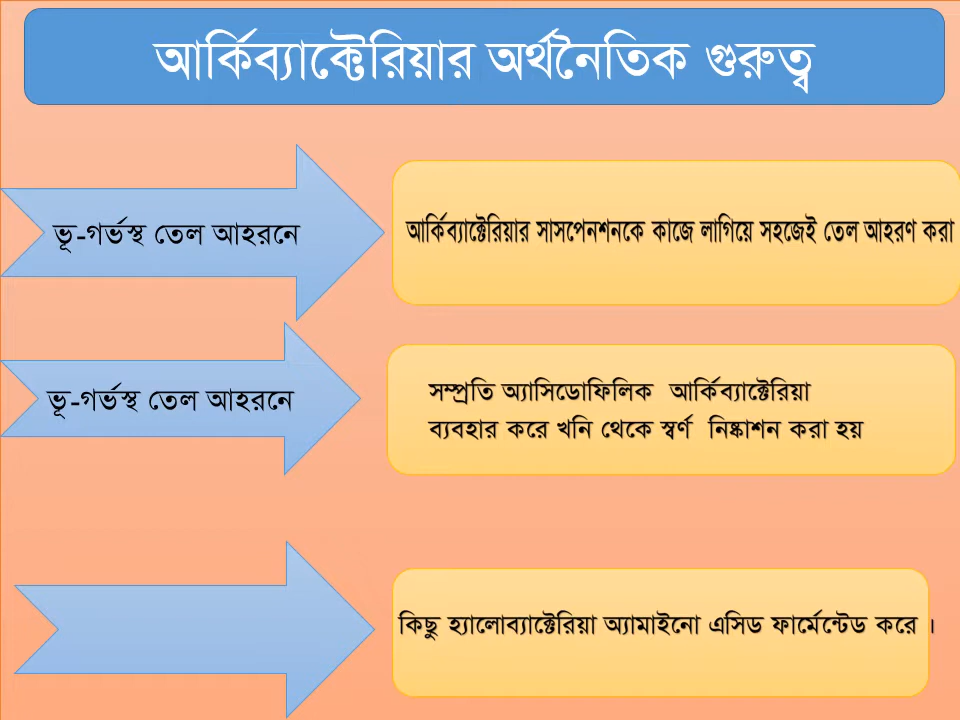 আর্কিব্যাক্টেরিয়ার অর্থনৈতিক গুরুত্ব
ভূ-গর্ভস্থ তেল আহরনে
আর্কিব্যাক্টেরিয়ার সাসপেনশনকে কাজে লাগিয়ে সহজেই তেল আহরণ করা
ভূ-গর্ভস্থ তেল আহরনে
সম্প্রতি অ্যাসিডোফিলিক আর্কিব্যাক্টেরিয়া
ব্যবহার করে খনি থেকে স্বর্ণ নিষ্কাশন করা হয়
কিছু হ্যালোব্যাক্টেরিয়া অ্যামাইনো এসিড ফার্মেন্টেড করে ।